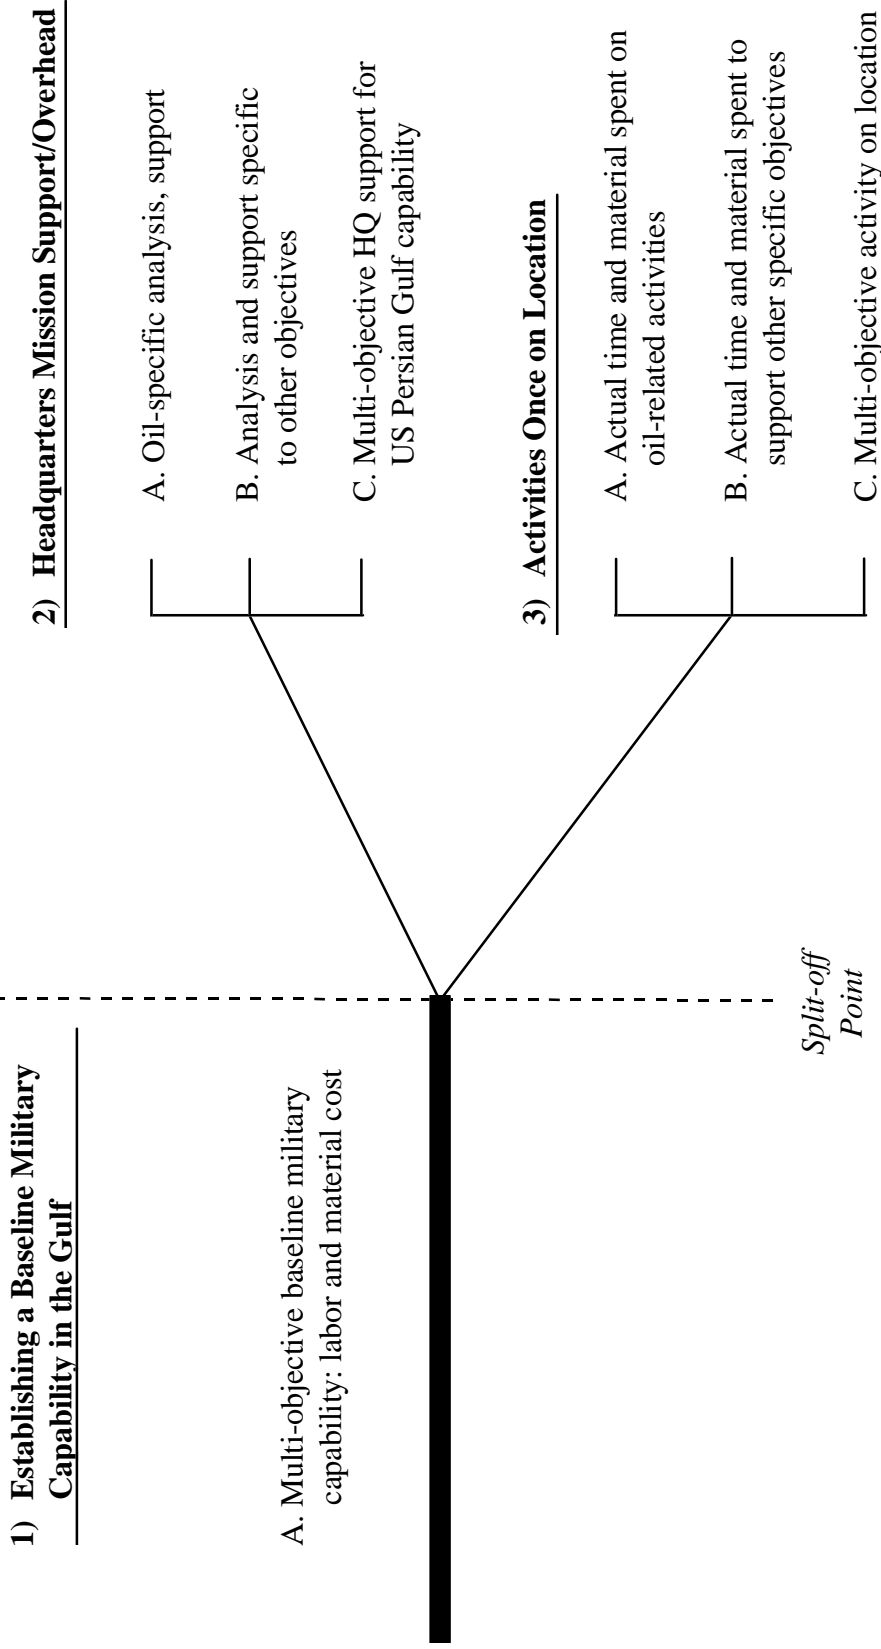 1) Establishing a Baseline Military
Capability in the Gulf
A. Multi-objective baseline military
capability: labor and material cost
Split-off
Point
2) Headquarters Mission Support/Overhead
A. Oil-specific analysis, support
B. Analysis and support specific
to other objectives
C. Multi-objective HQ support for
US Persian Gulf capability
3) Activities Once on Location
A. Actual time and material spent on
oil-related activities
B. Actual time and material spent to
support other specific objectives
C. Multi-objective activity on location